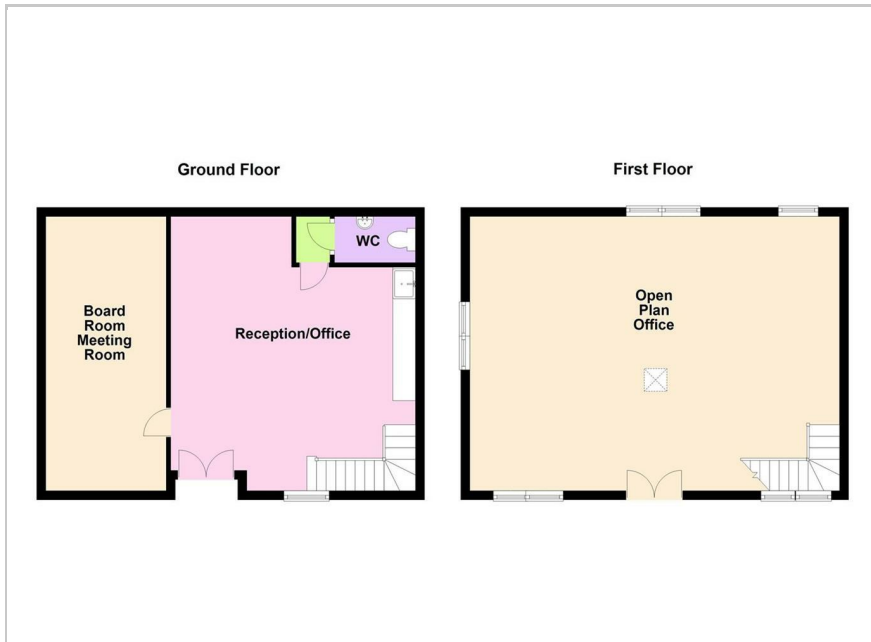 Ground Floor
Board
Room
Meeting
Room
Reception/Office
WC
First Floor
Open
Plan
Office